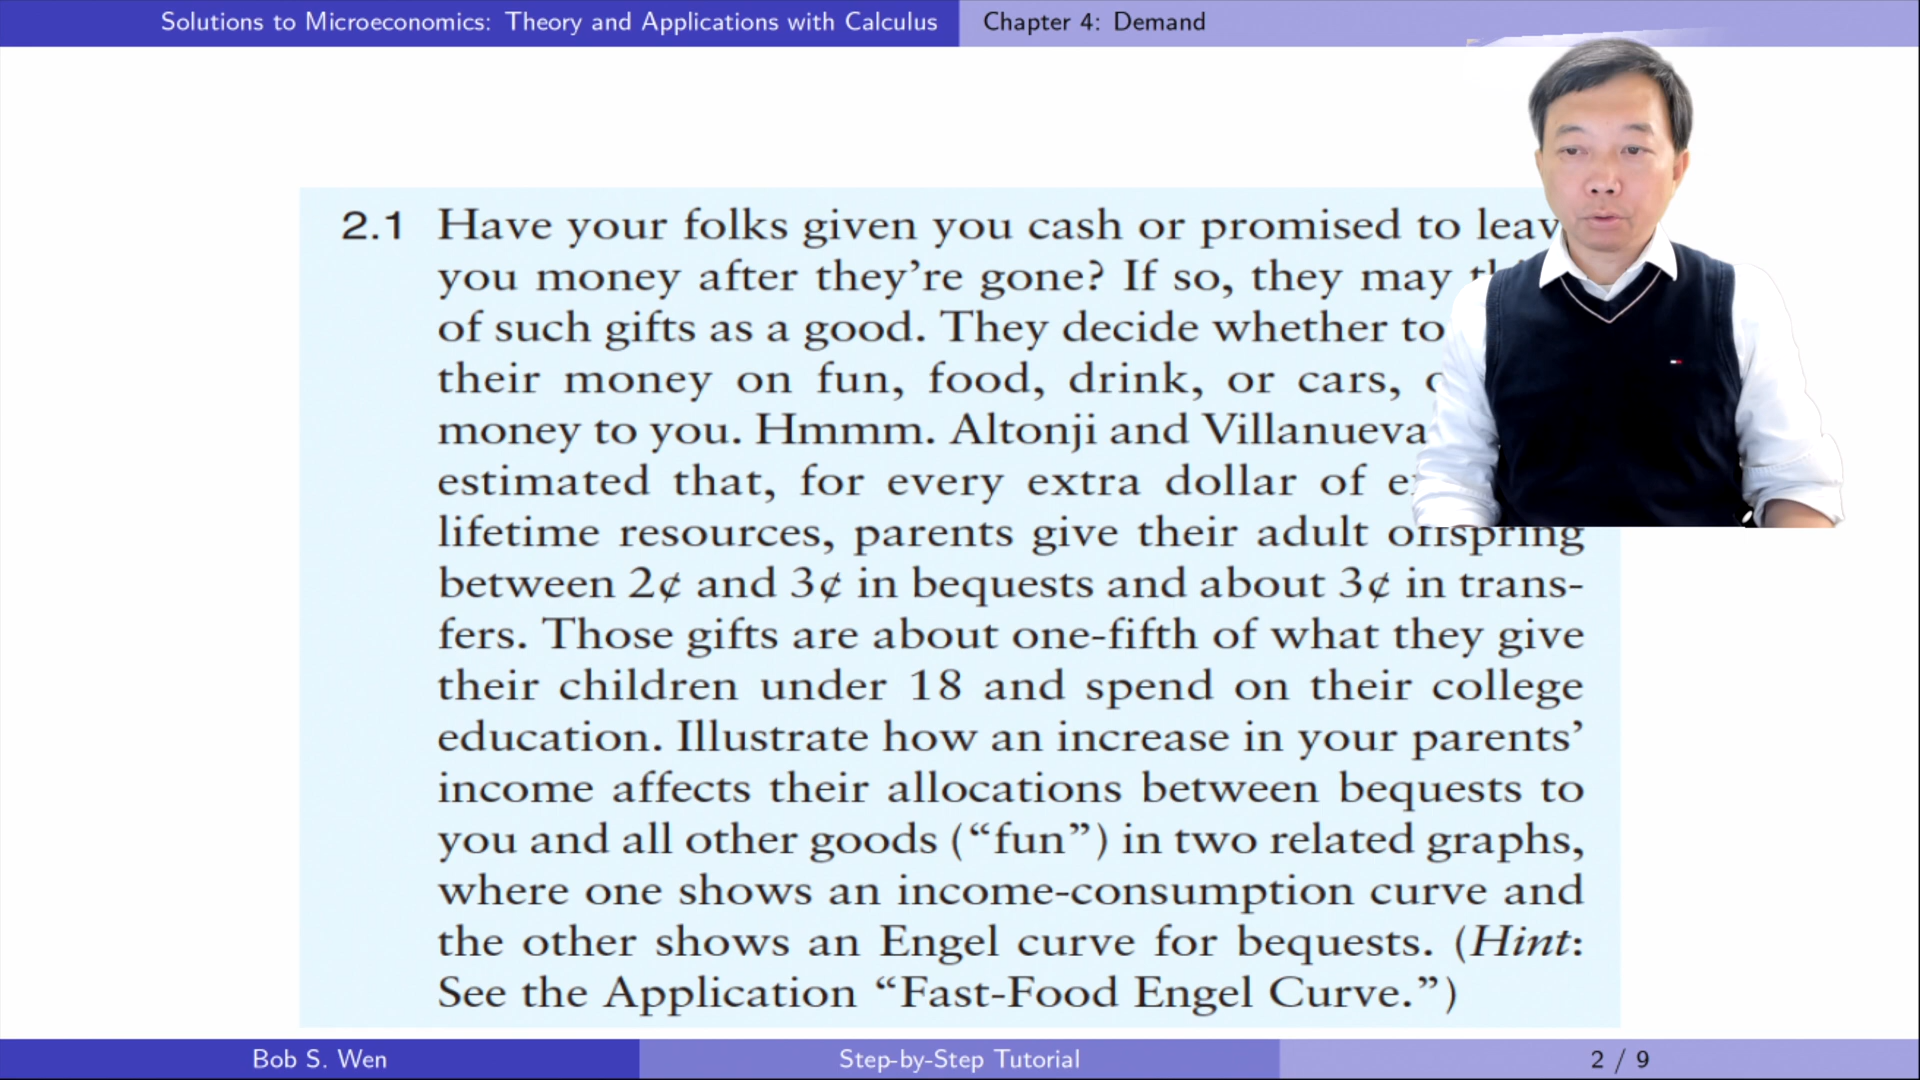 Solutions to Microeconomics: Theory and Applications with Calculus
Chapter 4: Demand
2.1 Have your folks given you cash or promised to
you money after they're gone? If so, they may
of such gifts as a good. They decide whether to
their money on fun, food, drink, or cars,
money to you. Hmmm. Altonji and Villanueva
estimated that, for every extra dollar of
lifetime resources, parents give their adult offspring
between 2¢ and 3¢ in bequests and about 3¢ in trans-
fers. Those gifts are about one-fifth of what they give
their children under 18 and spend on their college
education. Illustrate how an increase in your parents'
income affects their allocations between bequests to
you and all other goods (“fun”) in two related graphs,
where one shows an income-consumption curve and
the other shows an Engel curve for bequests. (Hint:
See the Application “Fast-Food Engel Curve.”)
Bob S. Wen
Step-by-Step Tutorial
2 / 9